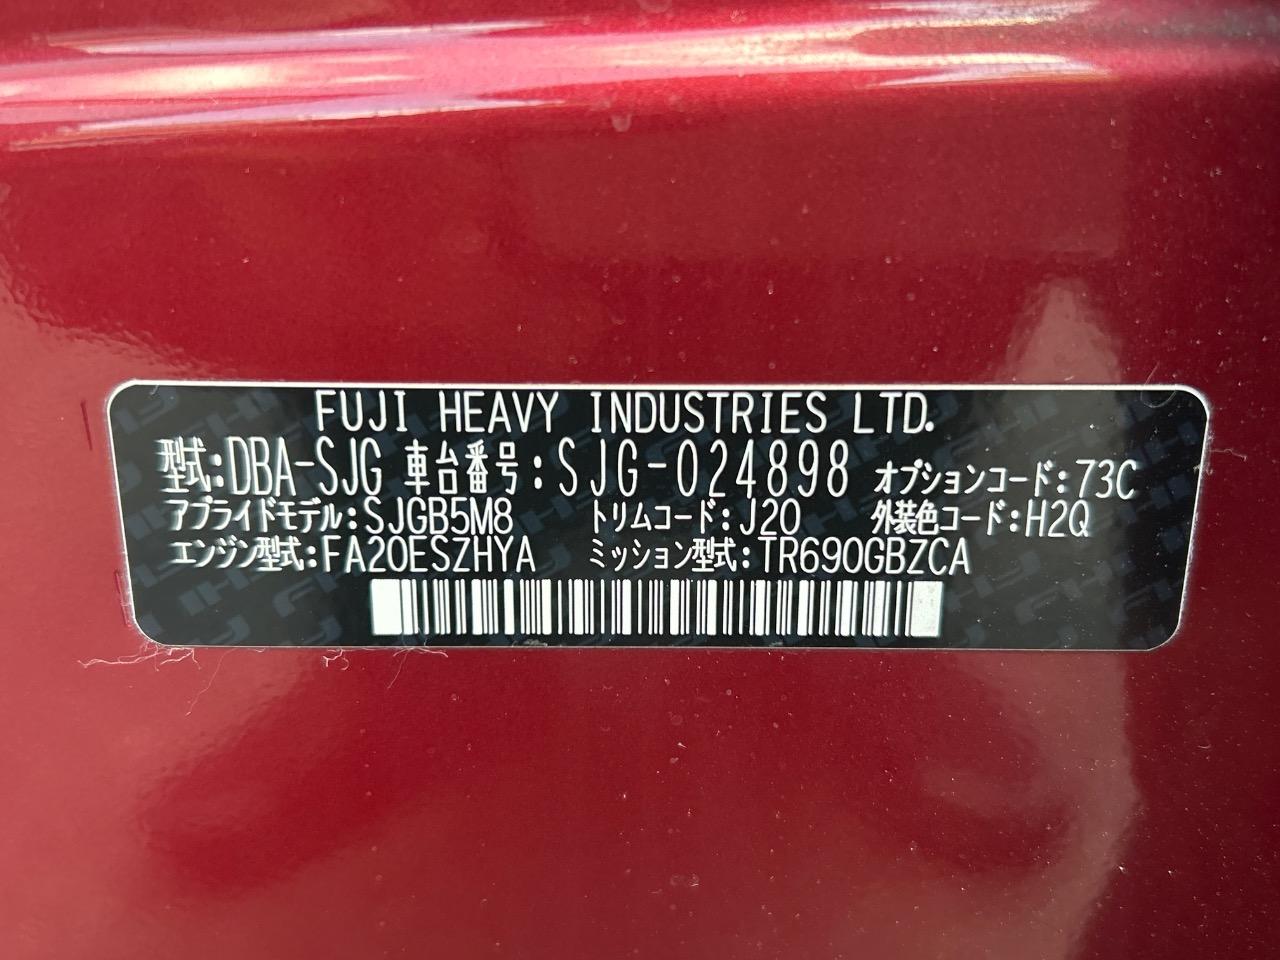 FUJI HEAVY INDUSTRIES LTD.
型式:DBA-SJG 車台番号:SJG-024898 オプションコード:73C
アプライドモデル:SJGB5M8 トリムコード:J20 外装色コード:H2Q
エンジン型式:FA20ESZHYA ミッション型式:TR690GBZCA